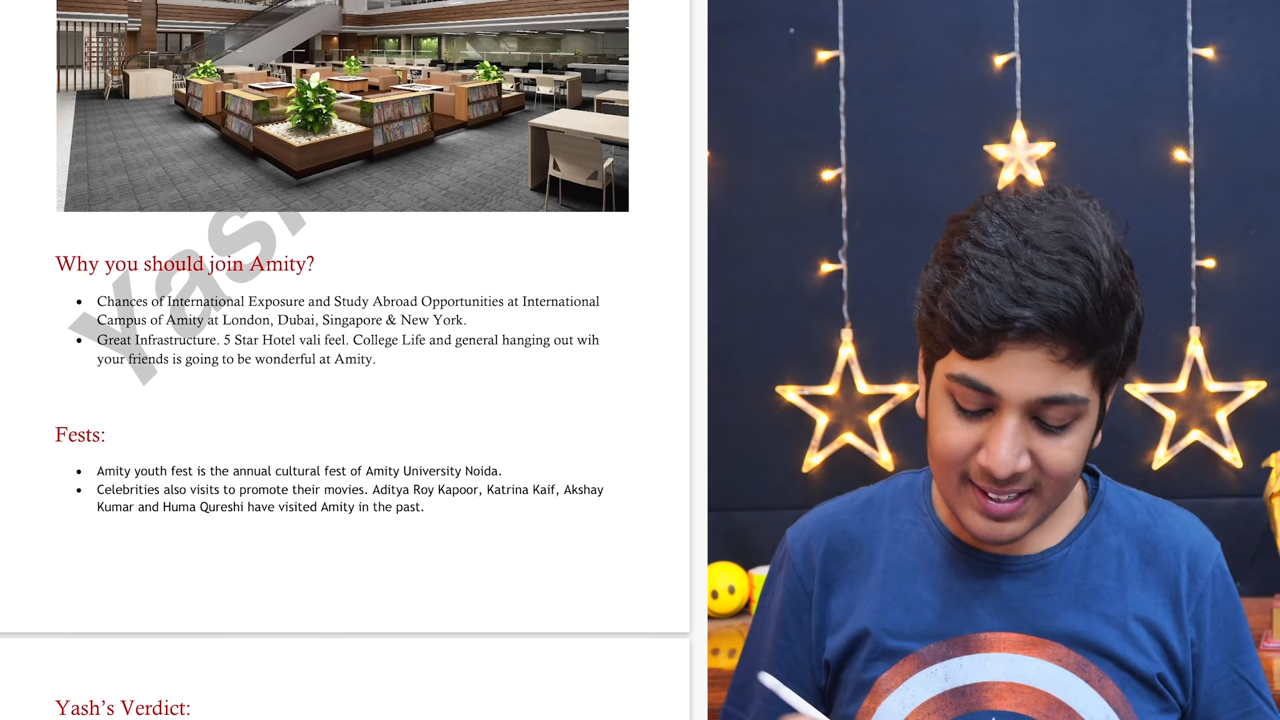 Why you should join Amity?
Chances of International Exposure and Study Abroad Opportunities at International
Campus of Amity at London, Dubai, Singapore & New York.
Great Infrastructure. 5 Star Hotel vali feel. College Life and general hanging out wih
your friends is going to be wonderful at Amity.
Fests:
Amity youth fest is the annual cultural fest of Amity University Noida.
Celebrities also visits to promote their movies. Aditya Roy Kapoor, Katrina Kaif, Akshay
Kumar and Huma Qureshi have visited Amity in the past.
Yash's Verdict: